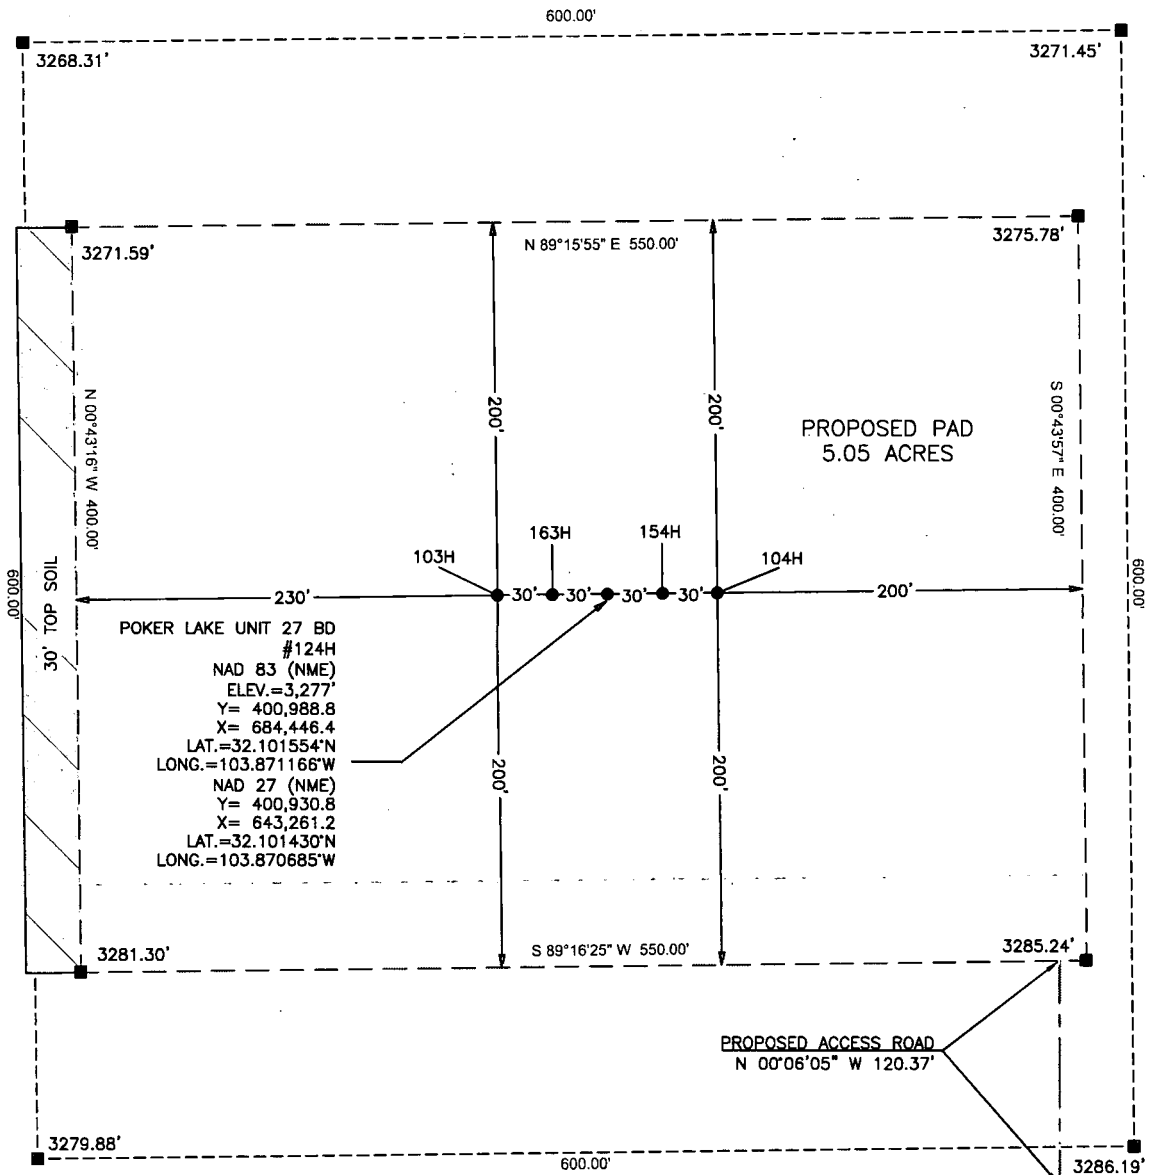 600.00'
3268.31'
3271.45'
3271.59'
N 89°15'55" E 550.00'
3275.78'
200'
200'
N 00°43'16" W 400.00'
S 00°43'57" E 400.00'
PROPOSED PAD
5.05 ACRES
103H
163H
154H
104H
230'
30'
30'
30'
30'
200'
600.00'
30' TOP SOIL
600.00'
POKER LAKE UNIT 27 BD
#124H
NAD 83 (NME)
ELEV.=3,277'
Y= 400,988.8
X= 684,446.4
LAT.=32.101554°N
LONG.=103.871166°W
NAD 27 (NME)
Y= 400,930.8
X= 643,261.2
LAT.=32.101430°N
LONG.=103.870685°W
200'
200'
3281.30'
S 89°16'25" W 550.00'
3285.24'
PROPOSED ACCESS ROAD
N 00°06'05" W 120.37'
3279.88'
600.00'
3286.19'